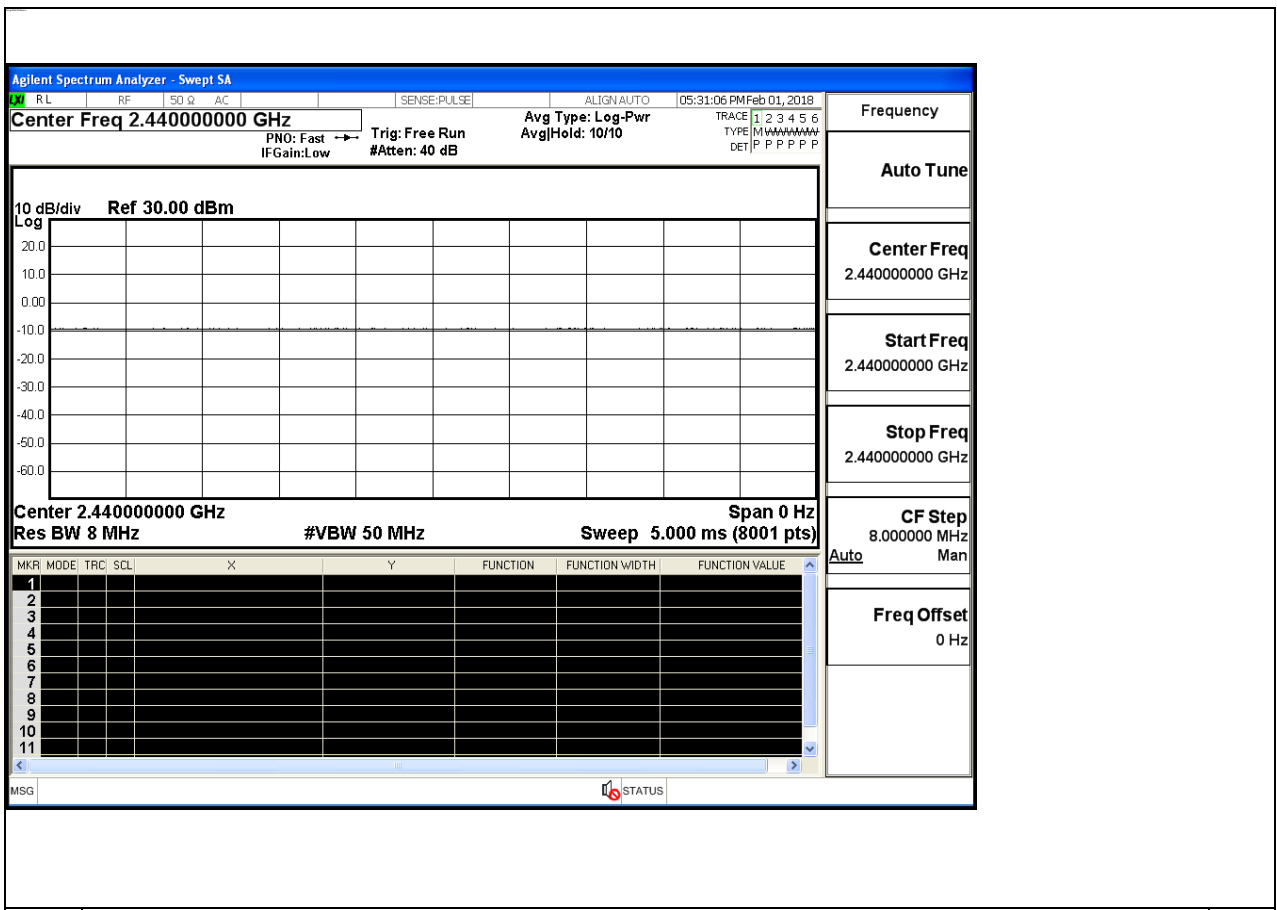 Agilent Spectrum Analyzer - Swept SA
LXI RL RF 50 Ω AC SENSE:PULSE ALIGN AUTO 05:31:06 PM Feb 01, 2018
Center Freq 2.440000000 GHz
PNO: Fast
IFGain:Low
Trig: Free Run
#Atten: 40 dB
Avg Type: Log-Pwr
Avg|Hold: 10/10
TRACE 1 2 3 4 5 6
TYPE M W W W W W
DET P P P P P P
10 dB/div
Log
Ref 30.00 dBm
20.0
10.0
0.00
-10.0
-20.0
-30.0
-40.0
-50.0
-60.0
Center 2.440000000 GHz
Span 0 Hz
Res BW 8 MHz
#VBW 50 MHz
Sweep 5.000 ms (8001 pts)
MKR MODE TRC SCL X Y FUNCTION FUNCTION WIDTH FUNCTION VALUE
1
2
3
4
5
6
7
8
9
10
11
MSG
STATUS
Frequency
Auto Tune
Center Freq
2.440000000 GHz
Start Freq
2.440000000 GHz
Stop Freq
2.440000000 GHz
CF Step
8.000000 MHz
Auto Man
Freq Offset
0 Hz